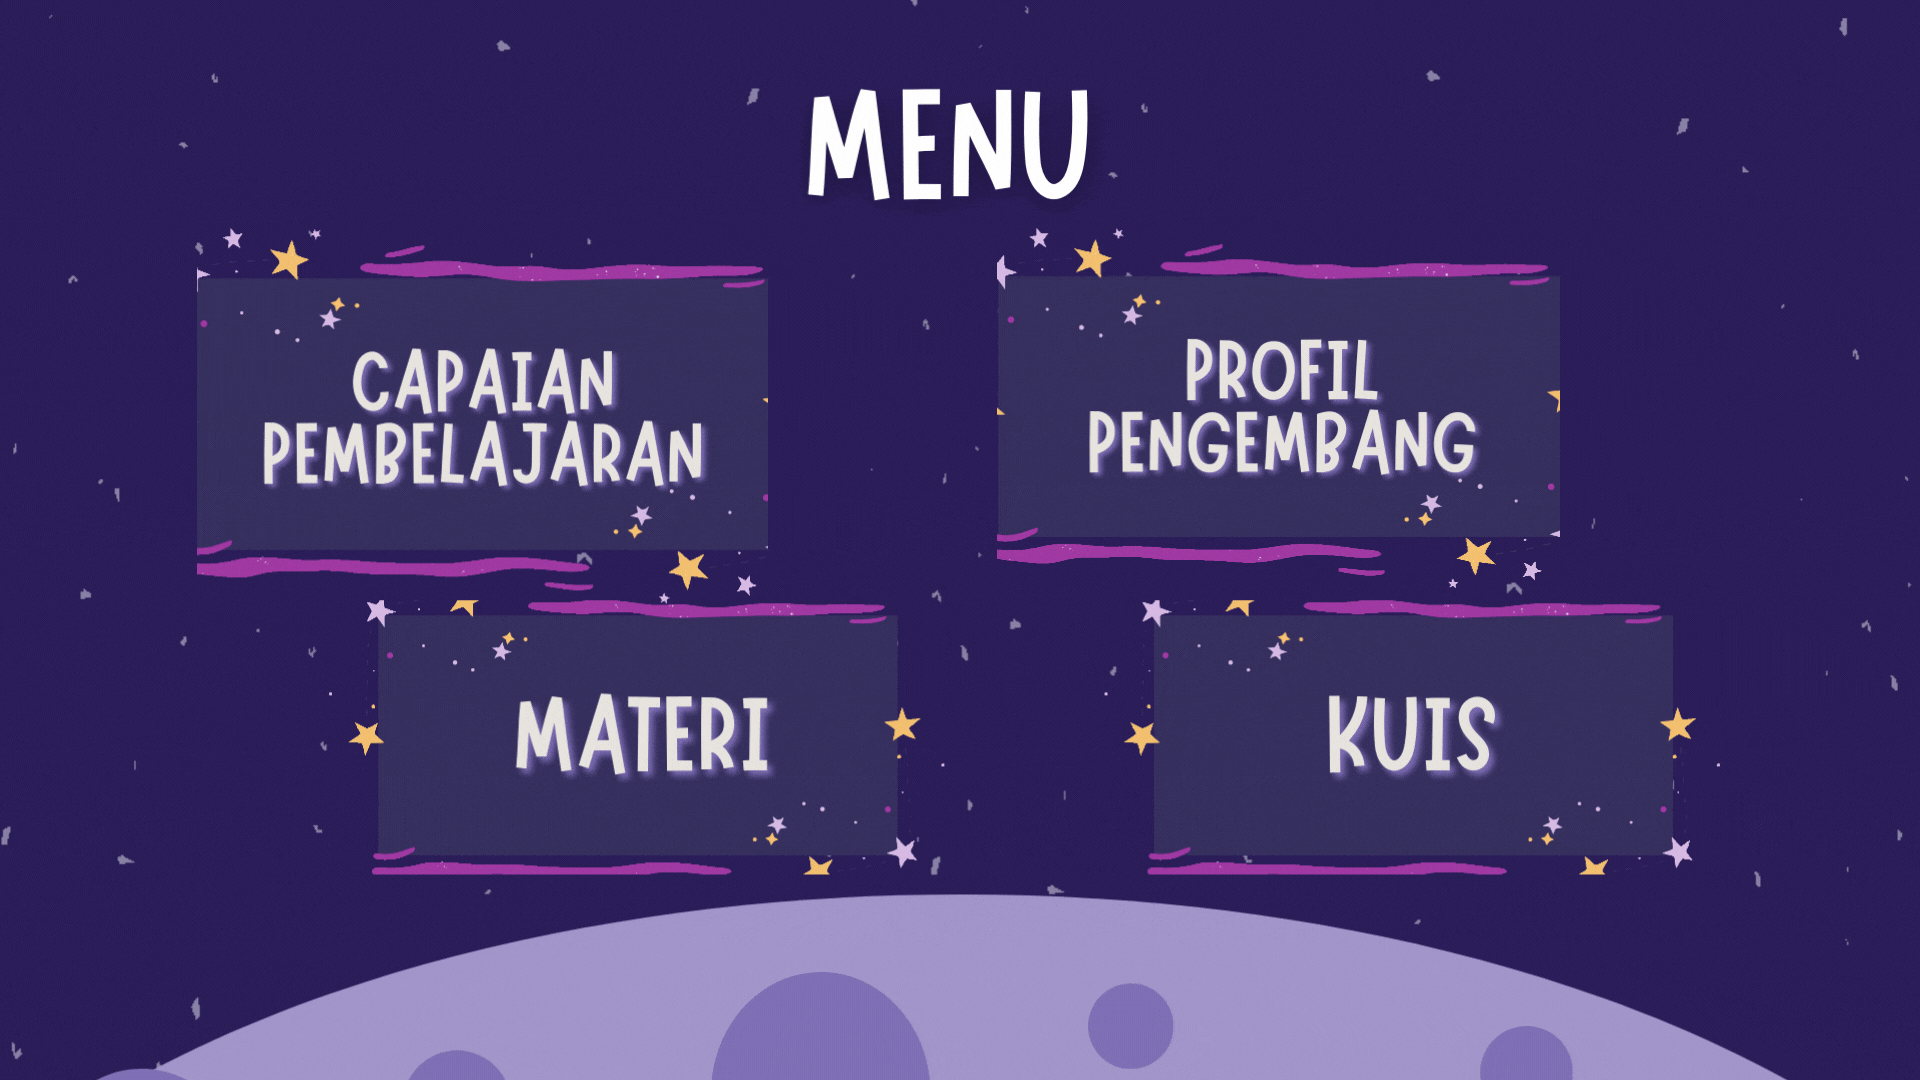 MENU
CAPAIAN
PEMBELAJARAN
PROFIL
PENGEMBANG
MATERI
KUIS